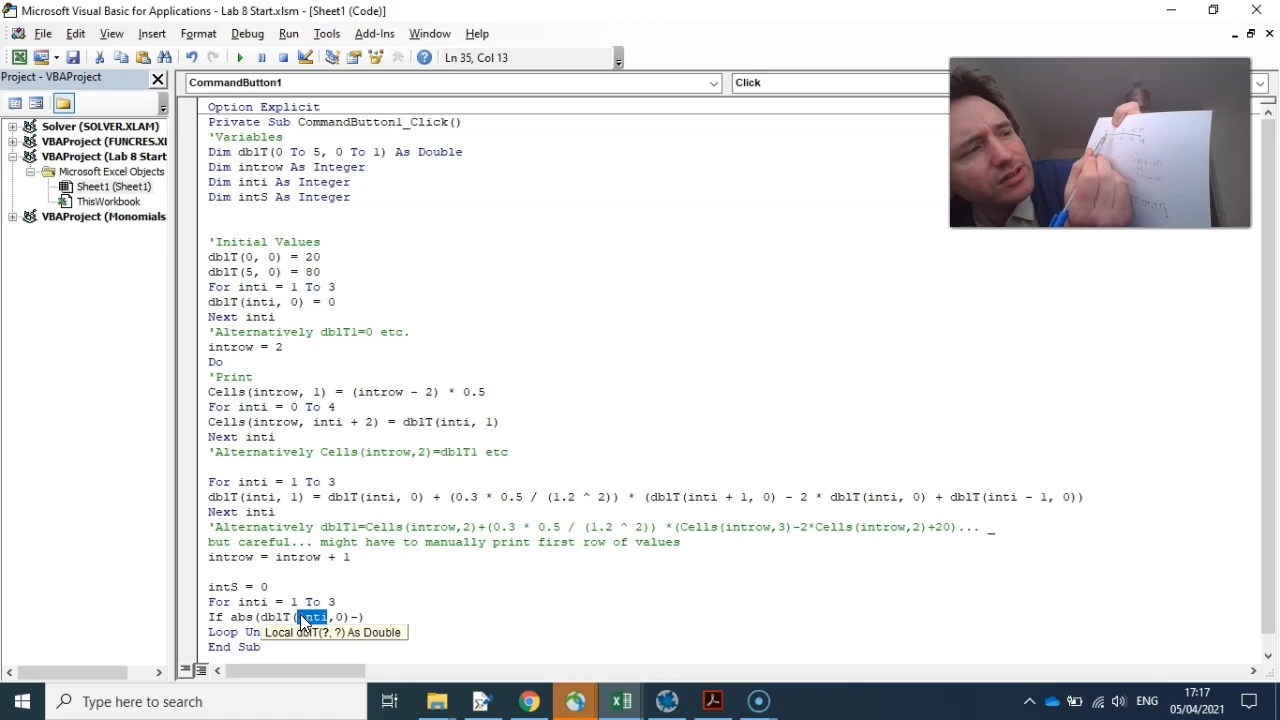 Microsoft Visual Basic for Applications - Lab 8 Start.xlsm - [Sheet1 (Code)]
File Edit View Insert Format Debug Run Tools Add-Ins Window Help
Ln 35, Col 13
Project - VBAProject
Solver (SOLVER.XLAM)
VBAProject (FUNCRES.XL
VBAProject (Lab 8 Start
Microsoft Excel Objects
Sheet1 (Sheet1)
ThisWorkbook
VBAProject (Monomials.
CommandButton1 Click
Option Explicit
Private Sub CommandButton1_Click()
'Variables
Dim dblT(0 To 5, 0 To 1) As Double
Dim introw As Integer
Dim inti As Integer
Dim intS As Integer
'Initial Values
dblT(0, 0) = 20
dblT(5, 0) = 80
For inti = 1 To 3
dblT(inti, 0) = 0
Next inti
'Alternatively dblT1=0 etc.
introw = 2
Do
'Print
Cells(introw, 1) = (introw - 2) * 0.5
For inti = 0 To 4
Cells(introw, inti + 2) = dblT(inti, 1)
Next inti
'Alternatively Cells(introw,2)=dblT1 etc
For inti = 1 To 3
dblT(inti, 1) = dblT(inti, 0) + (0.3 * 0.5 / (1.2 ^ 2)) * (dblT(inti + 1, 0) - 2 * dblT(inti, 0) + dblT(inti - 1, 0))
Next inti
'Alternatively dblT1=Cells(introw,2)+(0.3 * 0.5 / (1.2 ^ 2)) *(Cells(introw,3)-2*Cells(introw,2)+20)... _
but careful... might have to manually print first row of values
introw = introw + 1
intS = 0
For inti = 1 To 3
If abs(dblT(inti,0)-)
Loop Un
Local dblT(?, ?) As Double
End Sub
Type here to search
ENG
17:17
05/04/2021